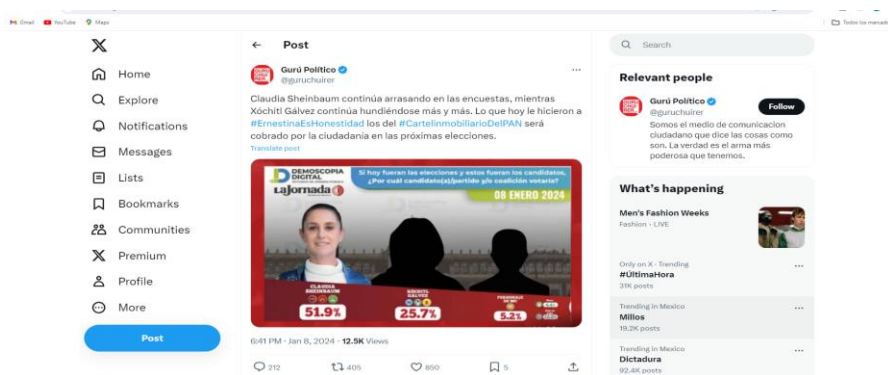 Gmail
YouTube
Maps
Todos los marcado
Home
Explore
Notifications
Messages
Lists
Bookmarks
Communities
Premium
Profile
More
Post
← Post
Gurú Político
@guruchuirer
Claudia Sheinbaum continúa arrasando en las encuestas, mientras
Xóchitl Gálvez continúa hundiéndose más y más. Lo que hoy le hicieron a
#ErnestinaEsHonestidad los del #CartelInmobiliarioDelPAN será
cobrado por la ciudadanía en las próximas elecciones.
Translate post
DEMOSCOPIA
DIGITAL
LaJornada
Si hoy fueran las elecciones y estos fueran los candidatos,
¿Por cuál candidato(a)/partido y/o coalición votaría?
08 ENERO 2024
CLAUDIA
SHEINBAUM
51.9%
XÓCHITL
GÁLVEZ
25.7%
5.2%
6:41 PM · Jan 8, 2024 · 12.5K Views
212
405
850
5
Search
Relevant people
Gurú Político
@guruchuirer
Follow
Somos el medio de comunicacion
ciudadano que dice las cosas como
son. La verdad es el arma más
poderosa que tenemos.
What's happening
Men's Fashion Weeks
Fashion · LIVE
Only on X · Trending
#ÚltimaHora
31K posts
Trending in Mexico
Millos
19.2K posts
Trending in Mexico
Dictadura
92.4K posts